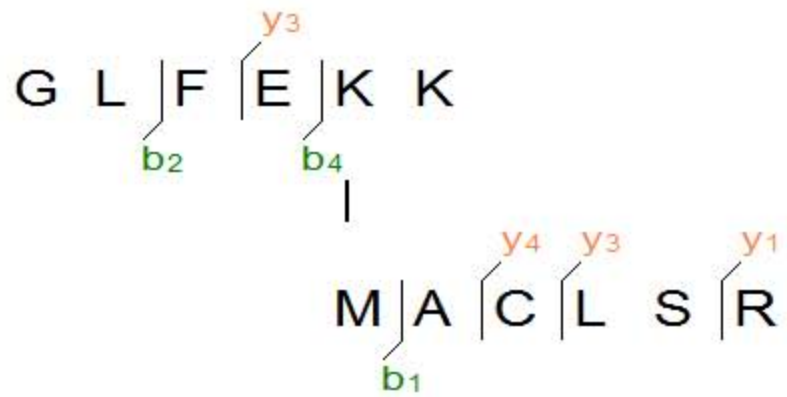 y3
G L F E K K
b2 b4
y4 y3 y1
M A C L S R
b1